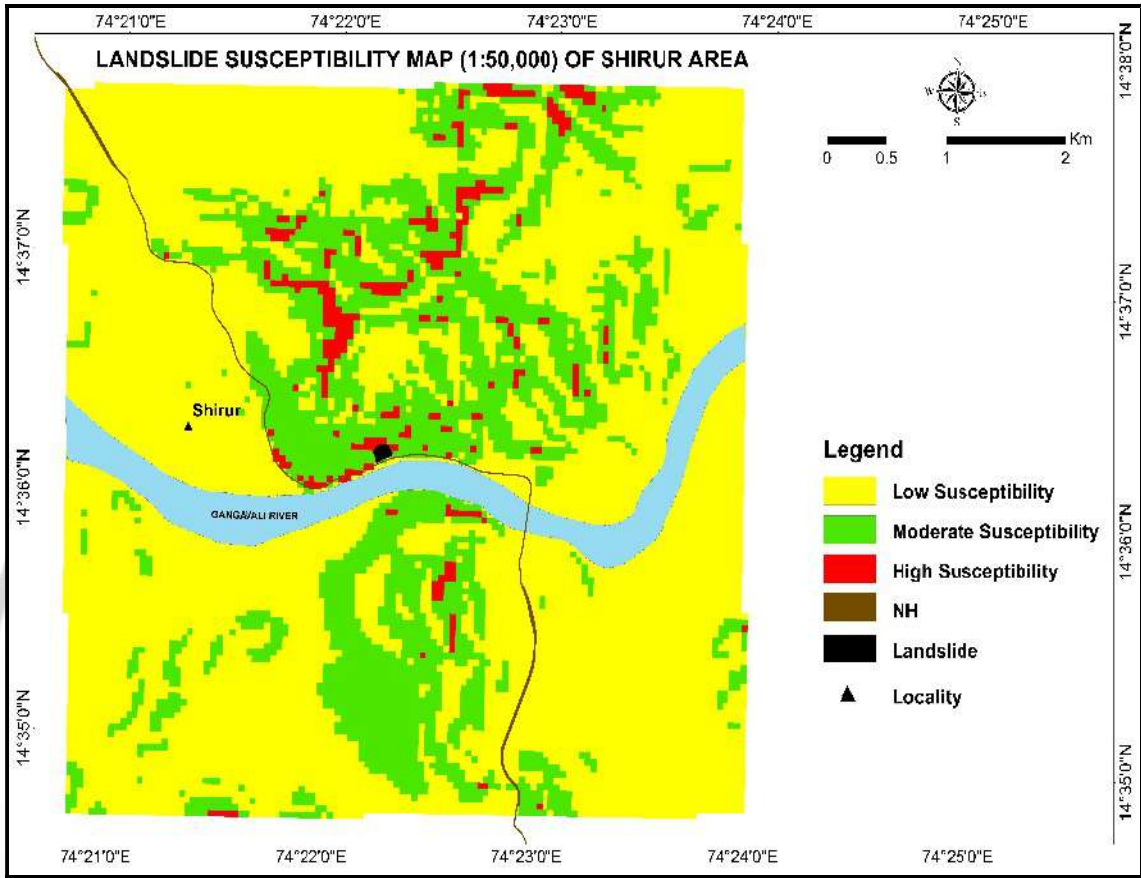 74°21'0"E 74°22'0"E 74°23'0"E 74°24'0"E 74°25'0"E
LANDSLIDE SUSCEPTIBILITY MAP (1:50,000) OF SHIRUR AREA
N
W E
S
Km
0 0.5 1 2
14°38'0"N
14°37'0"N
14°37'0"N
Shirur
14°36'0"N
GANGAVALI RIVER
14°36'0"N
Legend
Low Susceptibility
Moderate Susceptibility
High Susceptibility
NH
Landslide
Locality
14°35'0"N
14°35'0"N
74°21'0"E 74°22'0"E 74°23'0"E 74°24'0"E 74°25'0"E